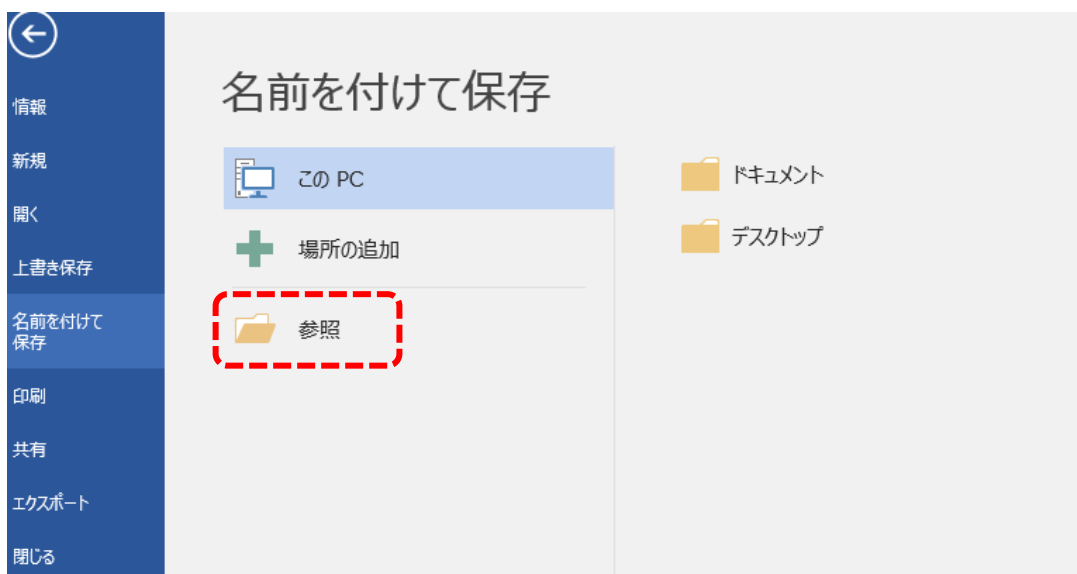 情報
新規
開く
上書き保存
名前を付けて
保存
印刷
共有
エクスポート
閉じる
名前を付けて保存
この PC
場所の追加
参照
ドキュメント
デスクトップ